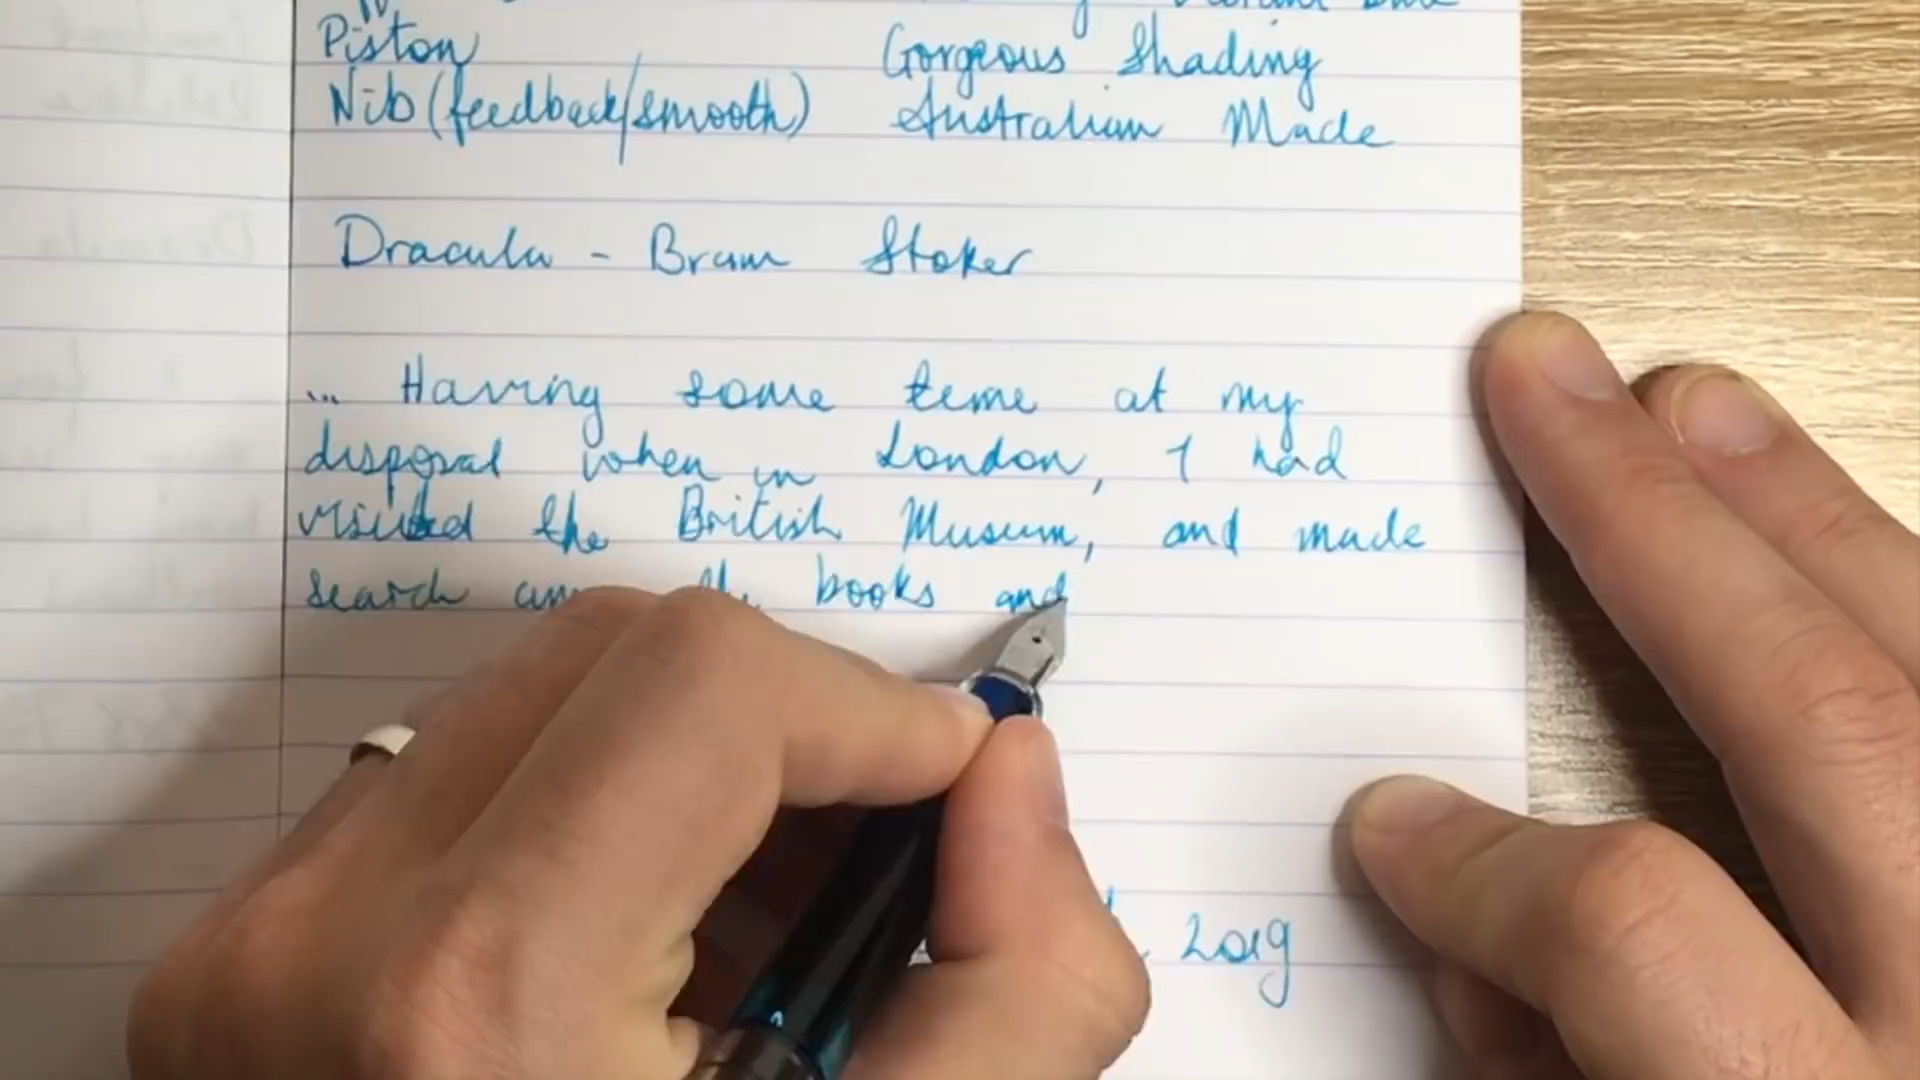 Piston Gorgeous Shading
Nib (feedback/smooth) Australian Made
Dracula - Bram Stoker
... Having some time at my
disposal when in London, I had
visited the British Museum, and made
search the books and
2019